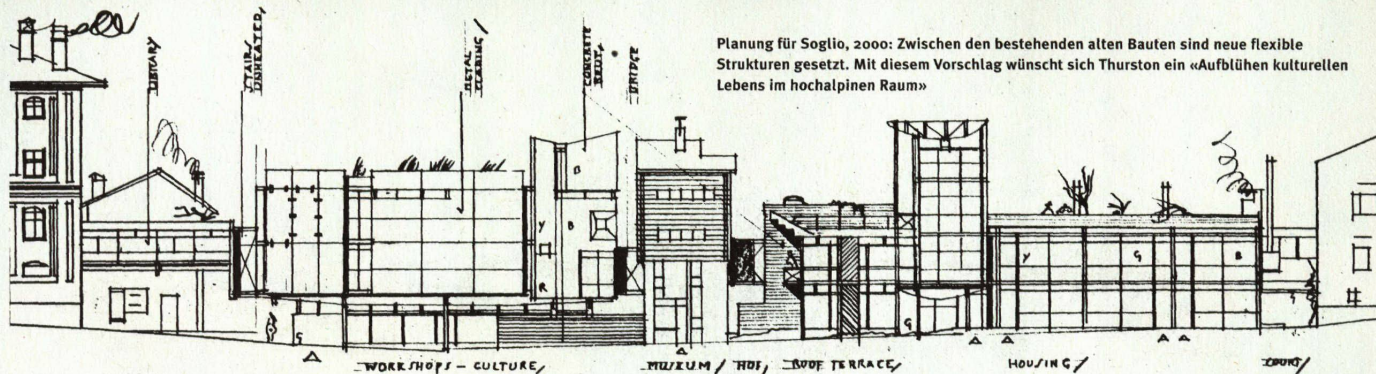 Planung für Soglio, 2000: Zwischen den bestehenden alten Bauten sind neue flexible
Strukturen gesetzt. Mit diesem Vorschlag wünscht sich Thurston ein «Aufblühen kulturellen
Lebens im hochalpinen Raum»
LIBRARY
STAIR/
UNHEATED/
METAL
CLADING/
CONCRETE
BRUT,
BRIDGE
B
Y B
R
G
Y G B
G
WORKSHOPS - CULTURE/
MUSEUM/ HOF, ROOF TERRACE/
HOUSING/
COURT/